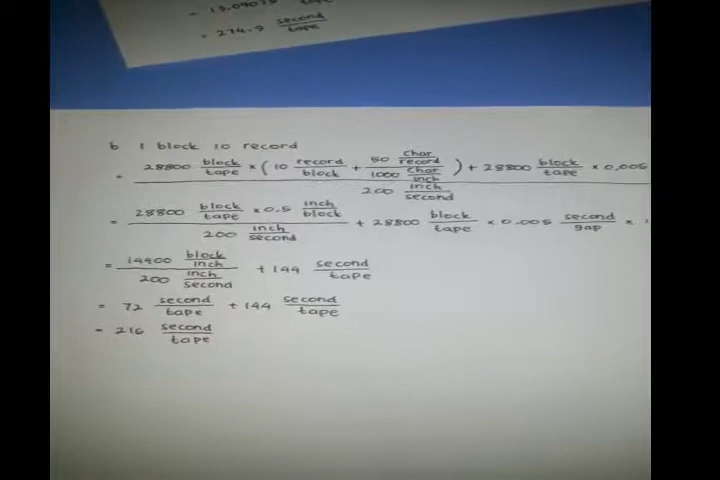 = 13.09075
= 274.9 second/tape
b 1 block 10 record
= 28800 block/tape × (10 record/block + 50 char/record / 1000 char/inch) + 28800 block/tape × 0,005 / 200 inch/second
= 28800 block/tape × 0.5 inch/block / 200 inch/second + 28800 block/tape × 0.005 second/gap ×
= 14400 block/inch / 200 inch/second + 144 second/tape
= 72 second/tape + 144 second/tape
= 216 second/tape